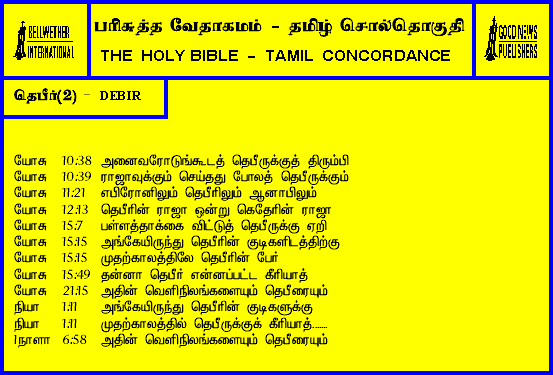 BELLWETHER
INTERNATIONAL
பரிசுத்த வேதாகமம் - தமிழ் சொல்தொகுதி
THE HOLY BIBLE - TAMIL CONCORDANCE
GOOD NEWS
PUBLISHERS
தெபீர்(2) - DEBIR
யோசு 10:38 அனைவரோடுங்கூடத் தெபீருக்குத் திரும்பி
யோசு 10:39 ராஜாவுக்கும் செய்தது போலத் தெபீருக்கும்
யோசு 11:21 எபிரோனிலும் தெபீரிலும் ஆனாபிலும்
யோசு 12:13 தெபீரின் ராஜா ஒன்று கெதேரின் ராஜா
யோசு 15:7 பள்ளத்தாக்கை விட்டுத் தெபீருக்கு ஏறி
யோசு 15:15 அங்கேயிருந்து தெபீரின் குடிகளிடத்திற்கு
யோசு 15:15 முதற்காலத்திலே தெபீரின் பேர்
யோசு 15:49 தன்னா தெபீர் என்னப்பட்ட கீரியாத்
யோசு 21:15 அதின் வெளிநிலங்களையும் தெபீரையும்
நியா 1:11 அங்கேயிருந்து தெபீரின் குடிகளுக்கு
நியா 1:11 முதற்காலத்தில் தெபீருக்குக் கீரியாத்......
1நாளா 6:58 அதின் வெளிநிலங்களையும் தெபீரையும்